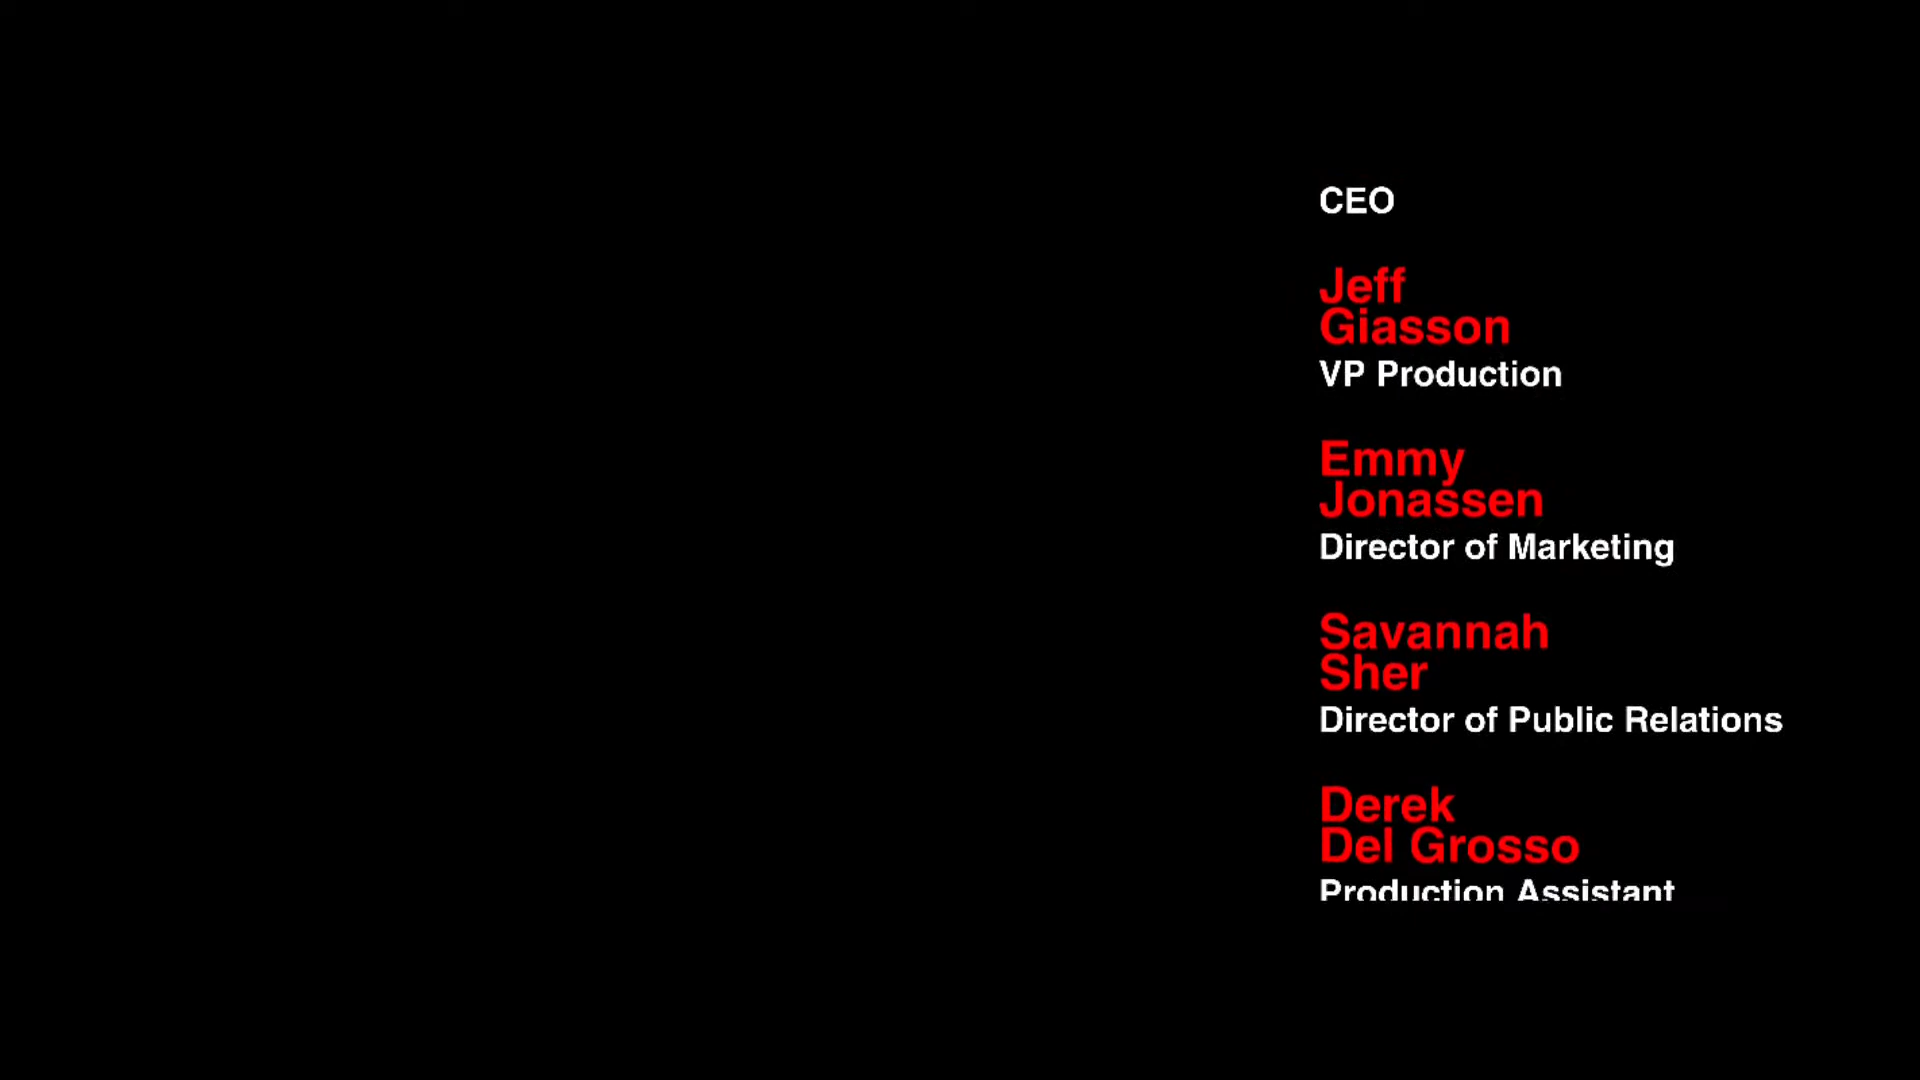 CEO
Jeff
Giasson
VP Production
Emmy
Jonassen
Director of Marketing
Savannah
Sher
Director of Public Relations
Derek
Del Grosso
Production Assistant